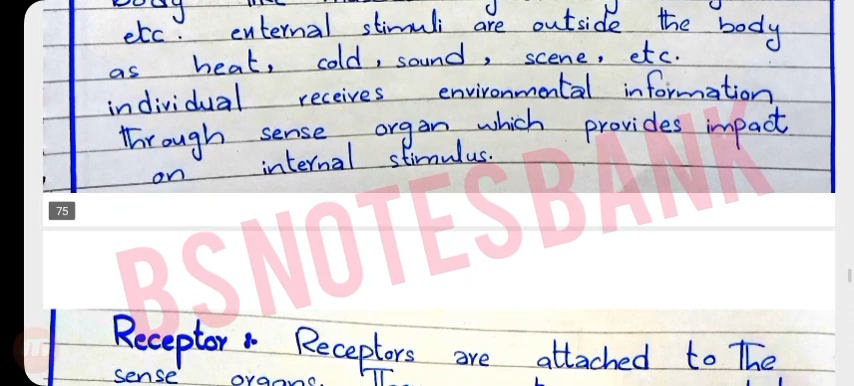 etc. external stimuli are outside the body
as heat, cold, sound, scene, etc.
individual receives environmental information
through sense organ which provides impact
on internal stimulus.
75
BSNOTESBANK
Receptor : Receptors are attached to The
sense organs.